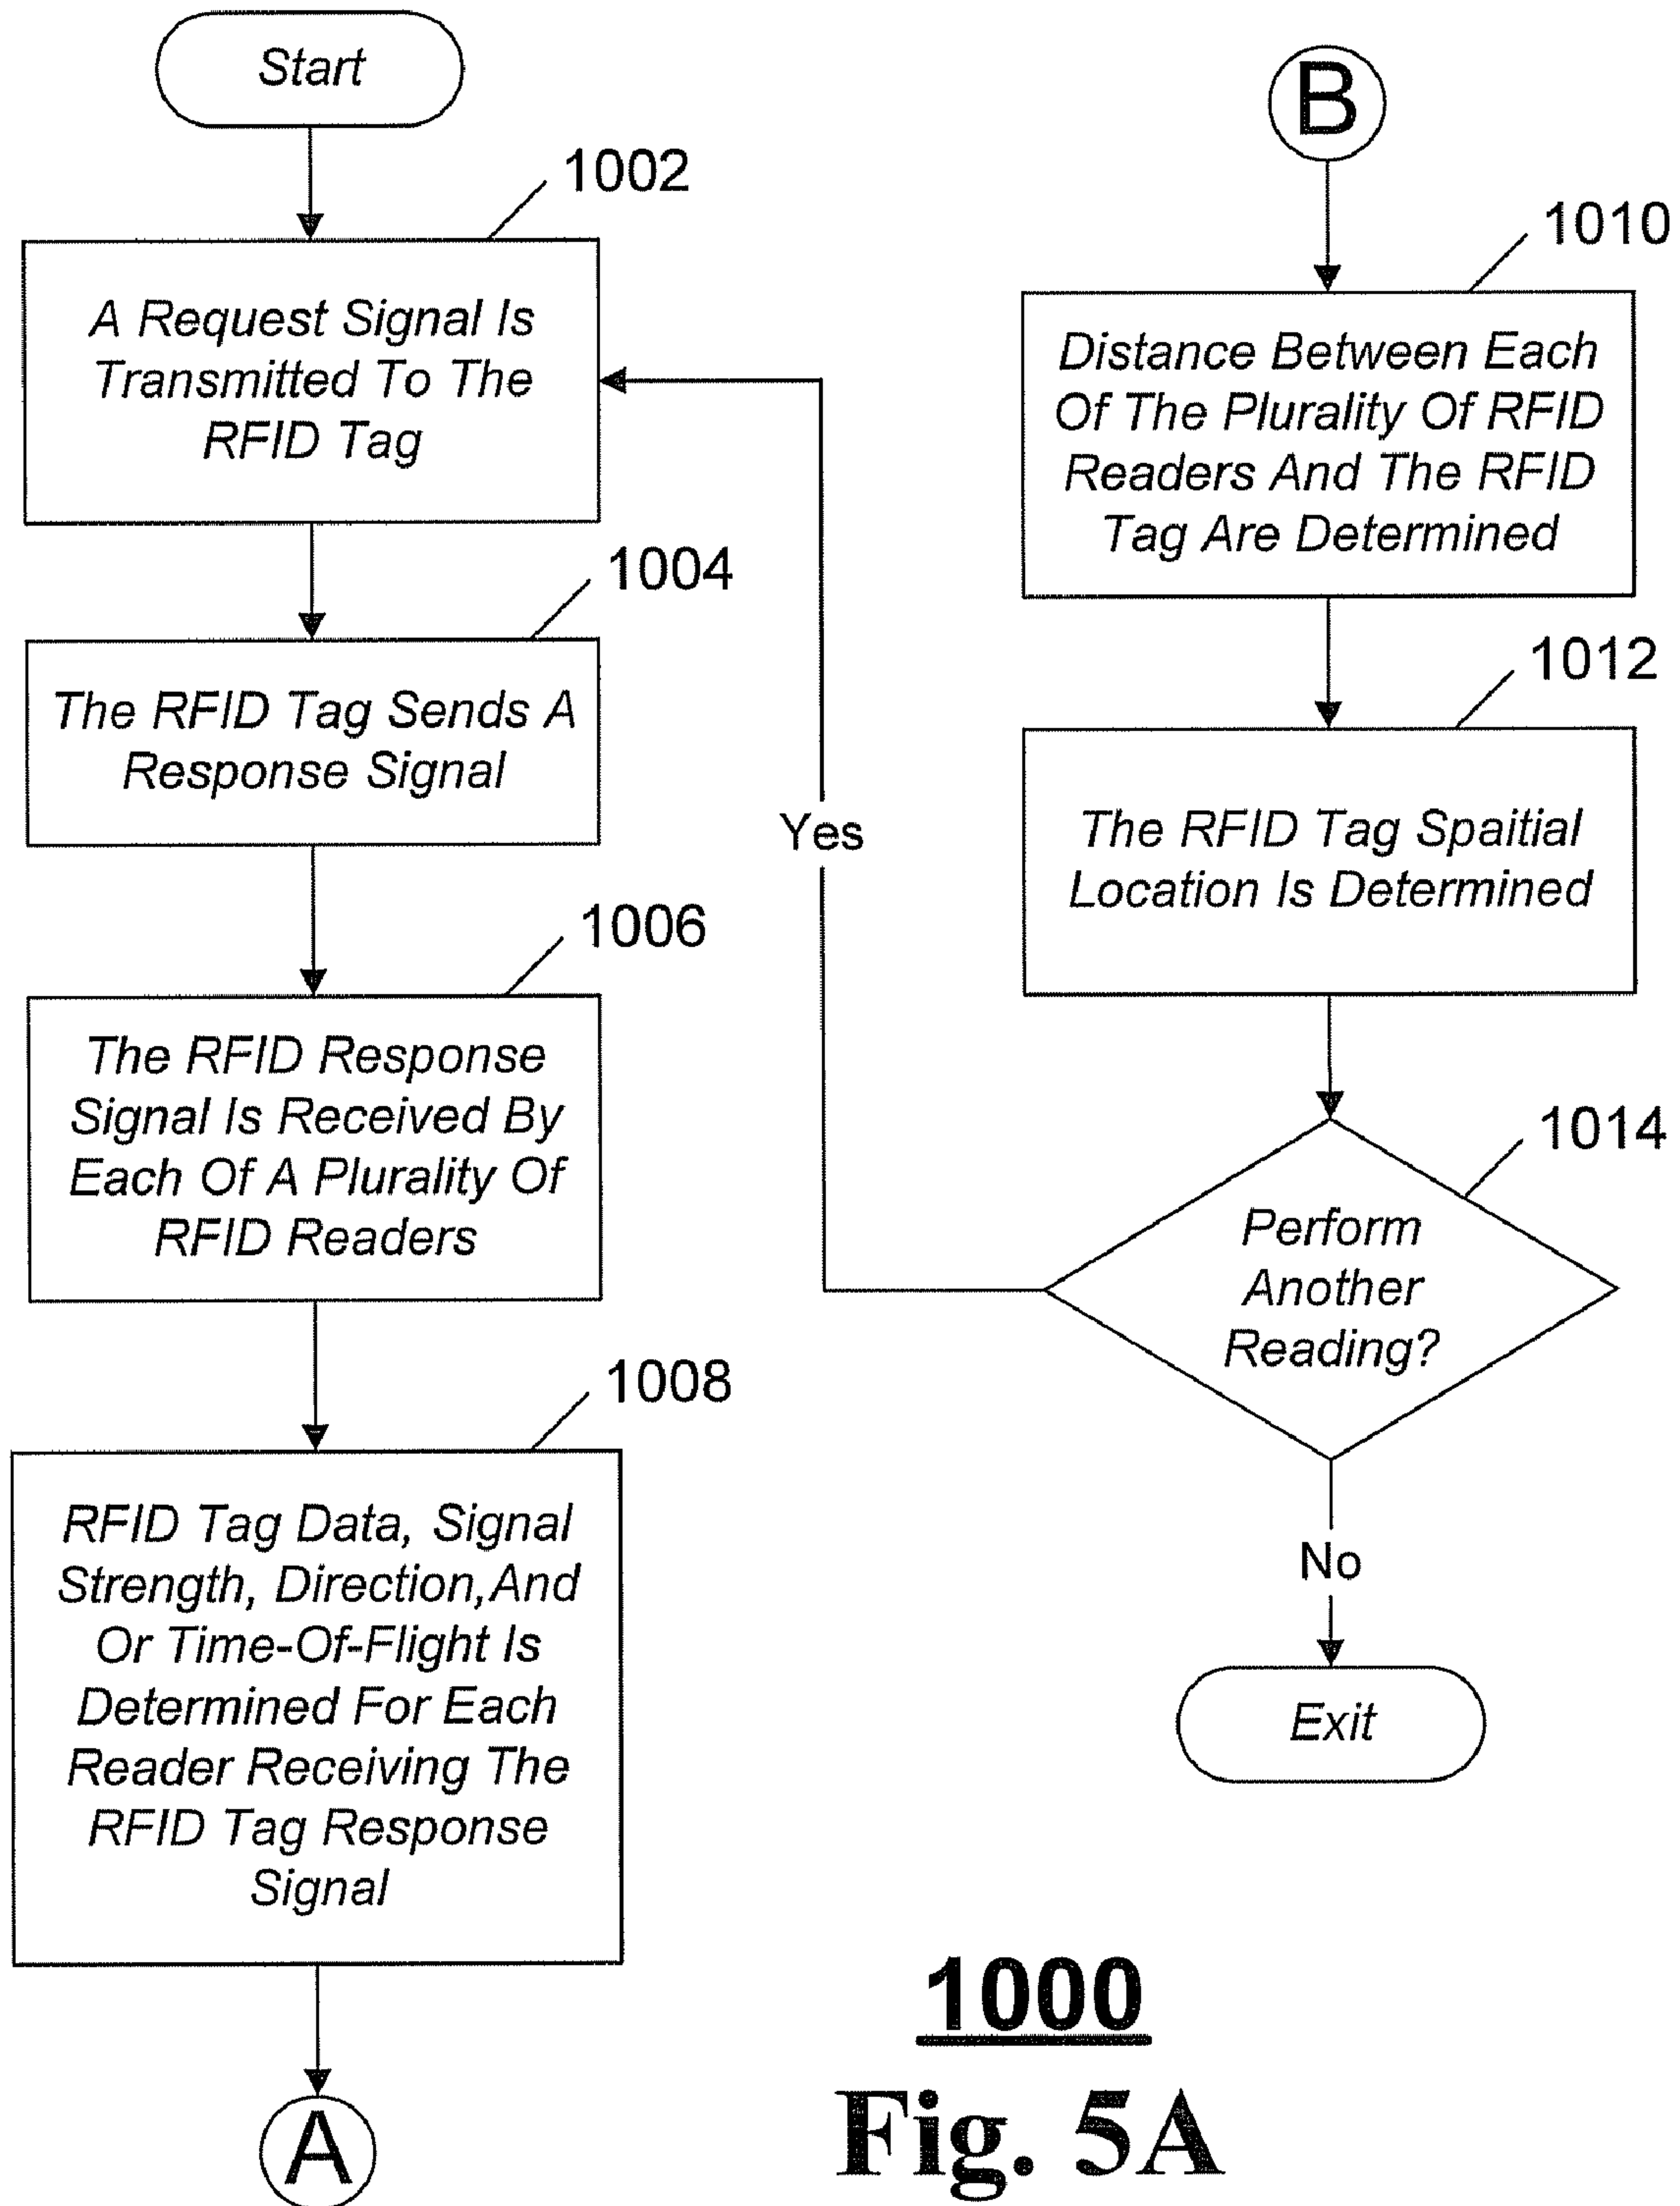 Start
1002
A Request Signal Is
Transmitted To The
RFID Tag
1004
The RFID Tag Sends A
Response Signal
1006
The RFID Response
Signal Is Received By
Each Of A Plurality Of
RFID Readers
1008
RFID Tag Data, Signal
Strength, Direction,And
Or Time-Of-Flight Is
Determined For Each
Reader Receiving The
RFID Tag Response
Signal
A
B
1010
Distance Between Each
Of The Plurality Of RFID
Readers And The RFID
Tag Are Determined
1012
The RFID Tag Spaitial
Location Is Determined
1014
Perform
Another
Reading?
Yes
No
Exit
1000
Fig. 5A